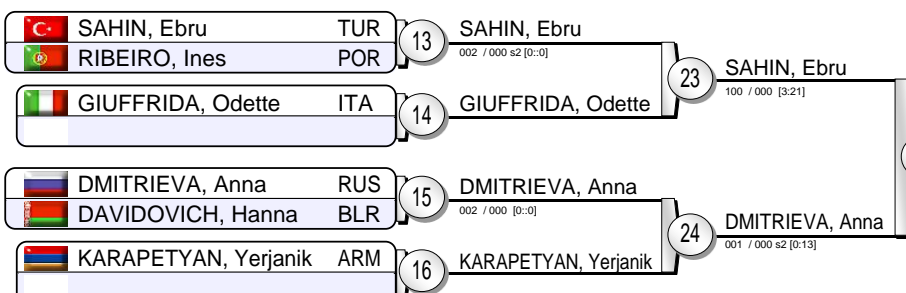 SAHIN, Ebru TUR
RIBEIRO, Ines POR
13
SAHIN, Ebru
002 / 000 s2 [0::0]
GIUFFRIDA, Odette ITA
14
GIUFFRIDA, Odette
23
SAHIN, Ebru
100 / 000 [3:21]
DMITRIEVA, Anna RUS
DAVIDOVICH, Hanna BLR
15
DMITRIEVA, Anna
002 / 000 [0::0]
KARAPETYAN, Yerjanik ARM
16
KARAPETYAN, Yerjanik
24
DMITRIEVA, Anna
001 / 000 s2 [0:13]